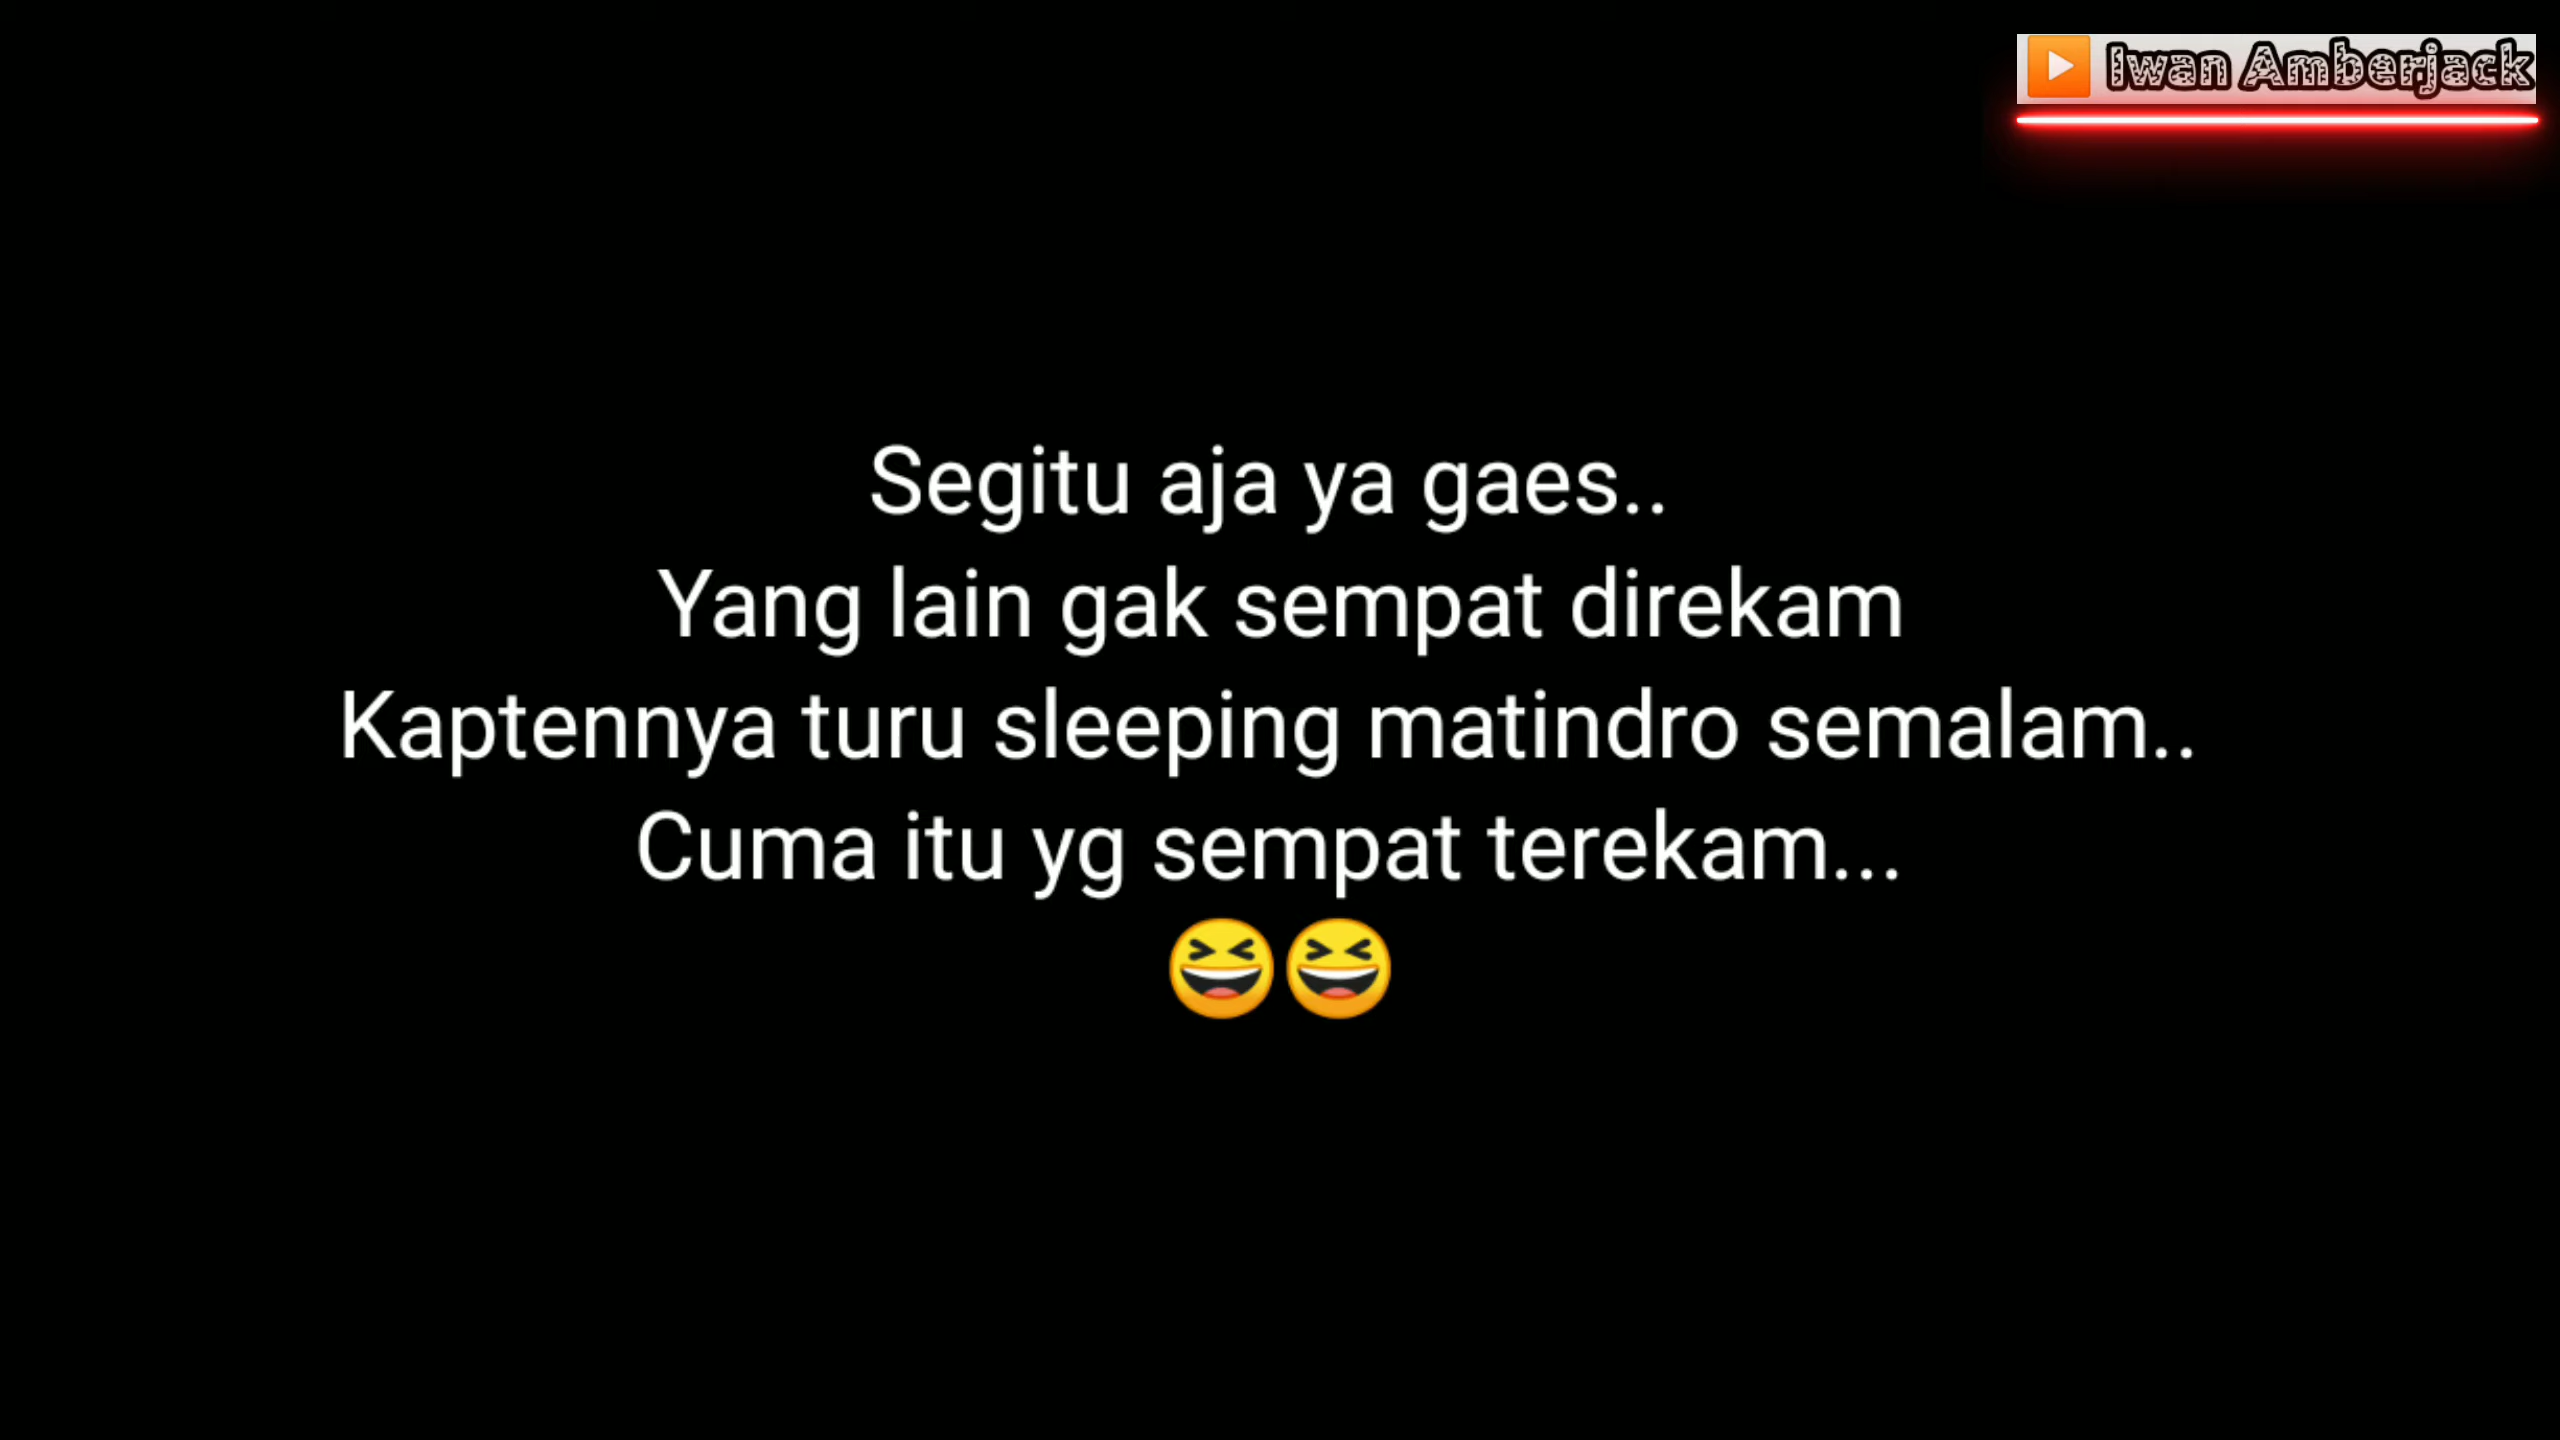 ▶️ Iwan Amberjack
Segitu aja ya gaes..
Yang lain gak sempat direkam
Kaptennya turu sleeping matindro semalam..
Cuma itu yg sempat terekam...
😆😆